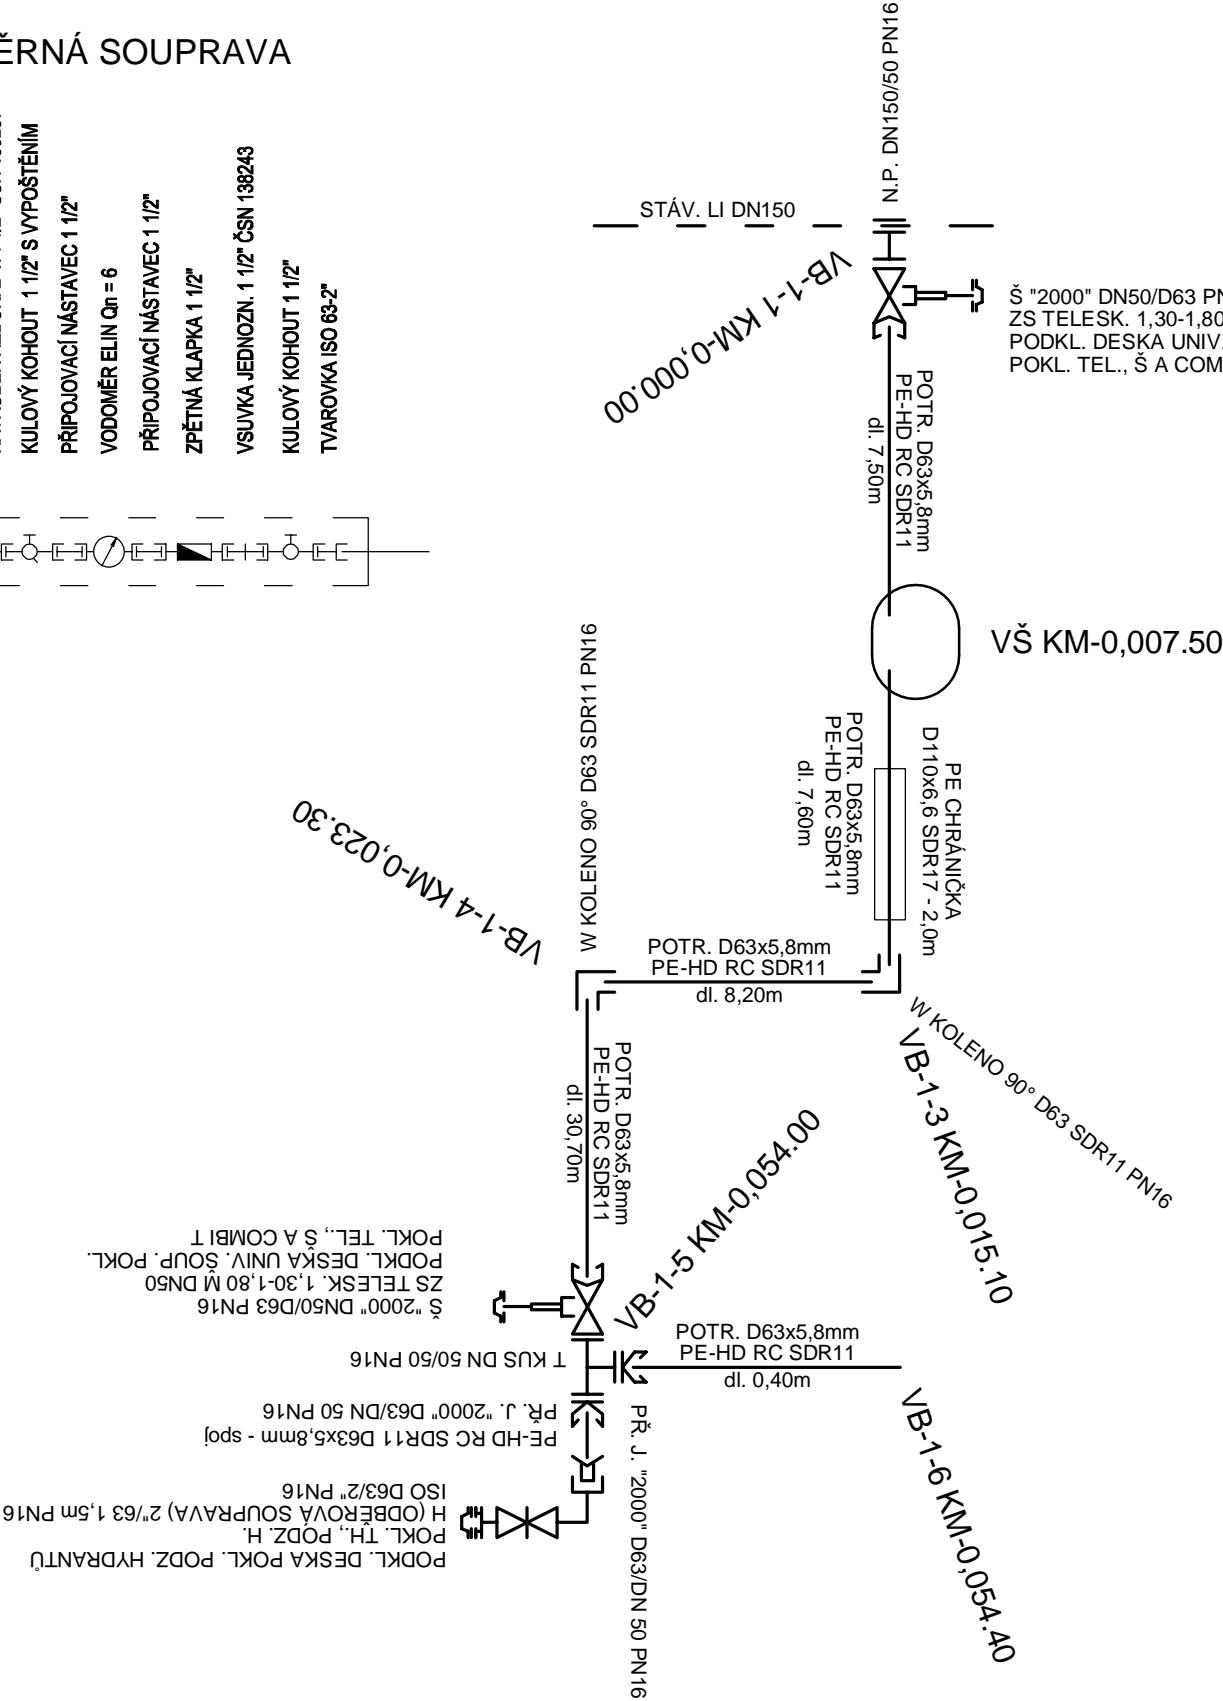 ĚRNÁ SOUPRAVA
KULOVÝ KOHOUT 1 1/2" S VYPOŠTĚNÍM
PŘIPOJOVACÍ NÁSTAVEC 1 1/2"
VODOMĚR ELIN Qn = 6
PŘIPOJOVACÍ NÁSTAVEC 1 1/2"
ZPĚTNÁ KLAPKA 1 1/2"
VSUVKA JEDNOZN. 1 1/2" ČSN 138243
KULOVÝ KOHOUT 1 1/2"
TVAROVKA ISO 63-2"
N.P. DN150/50 PN16
STÁV. LI DN150
VB-1-1 KM-0,000.00
Š "2000" DN50/D63 PN
ZS TELESK. 1,30-1,80
PODKL. DESKA UNIV.
POKL. TEL., Š A COM
POTR. D63x5,8mm
PE-HD RC SDR11
dl. 7,50m
VŠ KM-0,007.50
POTR. D63x5,8mm
PE-HD RC SDR11
dl. 7,60m
PE CHRÁNIČKA
D110x6,6 SDR17 - 2,0m
W KOLENO 90° D63 SDR11 PN16
VB-1-4 KM-0,023.30
POTR. D63x5,8mm
PE-HD RC SDR11
dl. 8,20m
W KOLENO 90° D63 SDR11 PN16
VB-1-3 KM-0,015.10
POTR. D63x5,8mm
PE-HD RC SDR11
dl. 30,70m
VB-1-5 KM-0,054.00
Š "2000" DN50/D63 PN16
ZS TELESK. 1,30-1,80 M DN50
PODKL. DESKA UNIV. ŠOUP. POKL.
POKL. TEL., Š A COMBI T
T KUS DN 50/50 PN16
POTR. D63x5,8mm
PE-HD RC SDR11
dl. 0,40m
PŘ. J. "2000" D63/DN 50 PN16
PE-HD RC SDR11 D63x5,8mm - spoj
PŘ. J. "2000" D63/DN 50 PN16
VB-1-6 KM-0,054.40
ISO D63/2" PN16
H (ODBĚROVÁ SOUPRAVA) 2"/63 1,5m PN16
POKL. TĚŽ., PODZ. H.
PODKL. DESKA POKL. PODZ. HYDRANTŮ